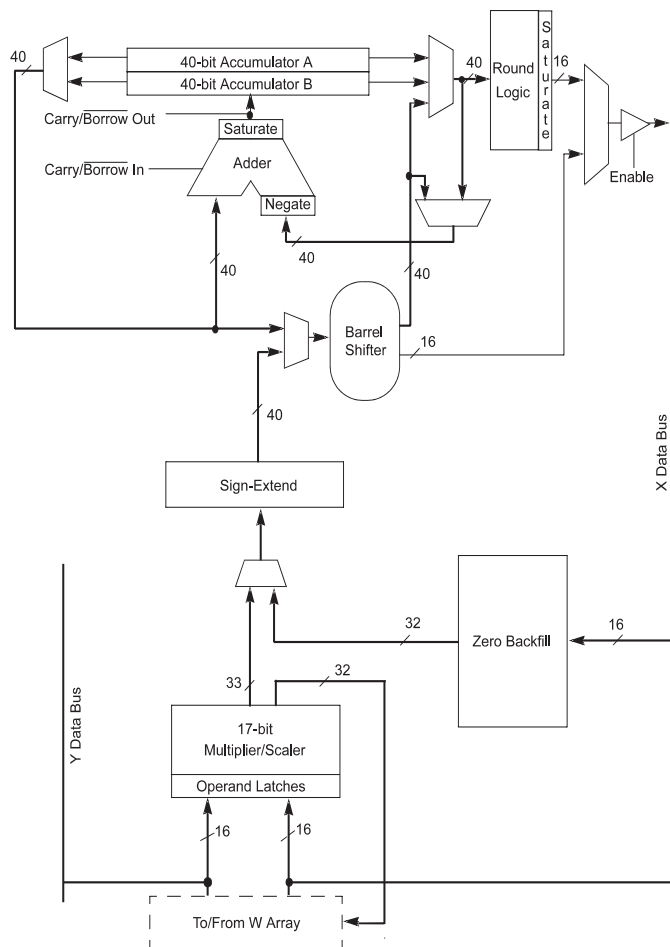 40
40-bit Accumulator A
40-bit Accumulator B
Carry/Borrow Out
Saturate
Carry/Borrow In
Adder
Negate
40
Round
Logic
Saturate
16
Enable
40
40
40
Barrel
Shifter
16
40
X Data Bus
Sign-Extend
Y Data Bus
33
32
32
Zero Backfill
16
17-bit
Multiplier/Scaler
Operand Latches
16
16
To/From W Array